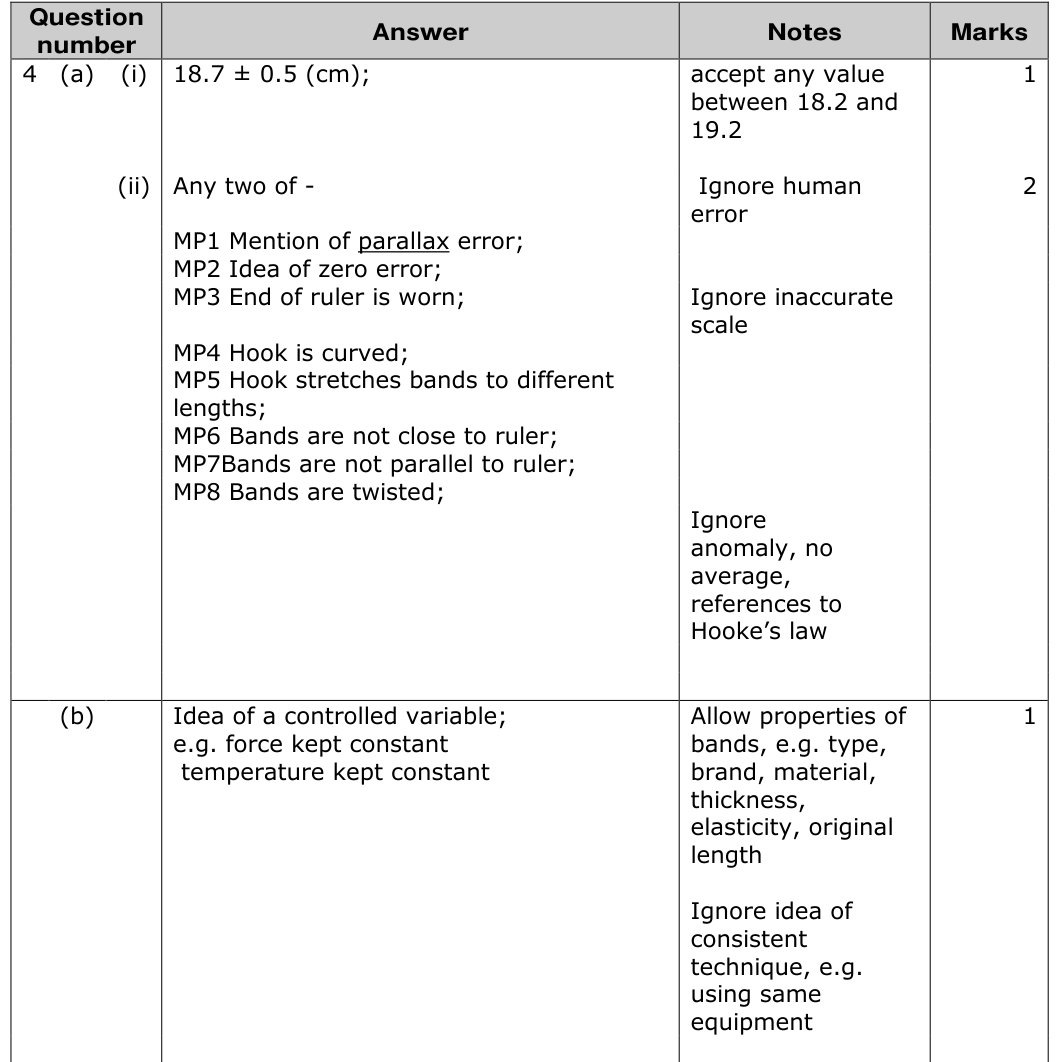 Question number Answer Notes Marks
4 (a) (i) 18.7 ± 0.5 (cm); accept any value 1
between 18.2 and
19.2
(ii) Any two of - Ignore human 2
error
MP1 Mention of parallax error;
MP2 Idea of zero error;
MP3 End of ruler is worn; Ignore inaccurate
scale
MP4 Hook is curved;
MP5 Hook stretches bands to different
lengths;
MP6 Bands are not close to ruler;
MP7Bands are not parallel to ruler;
MP8 Bands are twisted;
Ignore
anomaly, no
average,
references to
Hooke’s law
(b) Idea of a controlled variable; Allow properties of 1
e.g. force kept constant bands, e.g. type,
temperature kept constant brand, material,
thickness,
elasticity, original
length
Ignore idea of
consistent
technique, e.g.
using same
equipment